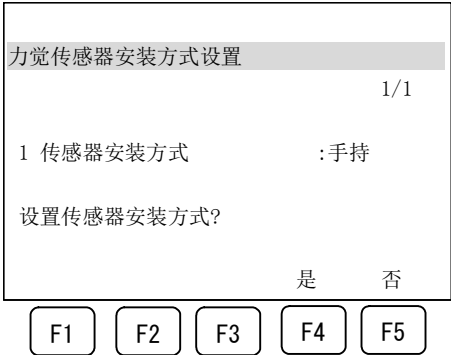 力觉传感器安装方式设置
1/1
1 传感器安装方式 :手持
设置传感器安装方式?
是 否
F1 F2 F3 F4 F5